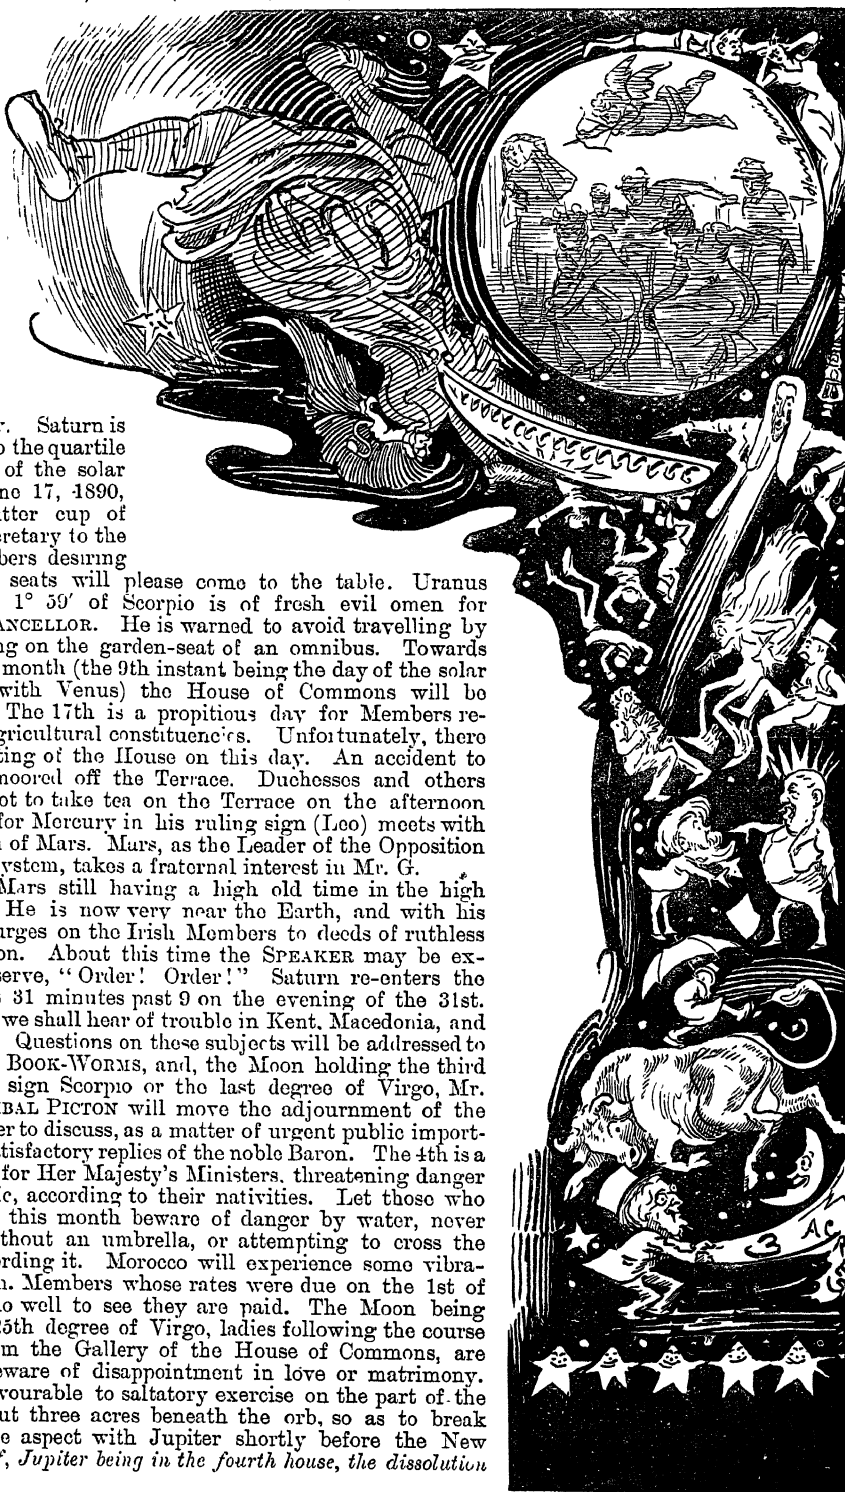 r. Saturn is
o the quartile
of the solar
ne 17, 1890,
tter cup of
cretary to the
bers desiring
seats will please come to the table. Uranus
1° 59′ of Scorpio is of fresh evil omen for
ANCELLOR. He is warned to avoid travelling by
ng on the garden-seat of an omnibus. Towards
month (the 9th instant being the day of the solar
with Venus) the House of Commons will be
The 17th is a propitious day for Members re-
gricultural constituencies. Unfortunately, there
ting of the House on this day. An accident to
moored off the Terrace. Duchesses and others
ot to take tea on the Terrace on the afternoon
for Mercury in his ruling sign (Leo) meets with
n of Mars. Mars, as the Leader of the Opposition
ystem, takes a fraternal interest in Mr. G.
Mars still having a high old time in the high
He is now very near the Earth, and with his
urges on the Irish Members to deeds of ruthless
on. About this time the SPEAKER may be ex-
serve, "Order! Order!" Saturn re-enters the
s 31 minutes past 9 on the evening of the 31st.
we shall hear of trouble in Kent, Macedonia, and
Questions on these subjects will be addressed to
BOOK-WORMS, and, the Moon holding the third
sign Scorpio or the last degree of Virgo, Mr.
IBAL PICTON will move the adjournment of the
er to discuss, as a matter of urgent public import-
tisfactory replies of the noble Baron. The 4th is a
for Her Majesty's Ministers, threatening danger
ic, according to their nativities. Let those who
this month beware of danger by water, never
thout an umbrella, or attempting to cross the
rding it. Morocco will experience some vibra-
n. Members whose rates were due on the 1st of
o well to see they are paid. The Moon being
25th degree of Virgo, ladies following the course
m the Gallery of the House of Commons, are
ware of disappointment in love or matrimony.
vourable to saltatory exercise on the part of the
ut three acres beneath the orb, so as to break
e aspect with Jupiter shortly before the New
f, Jupiter being in the fourth house, the dissolution
3 AC